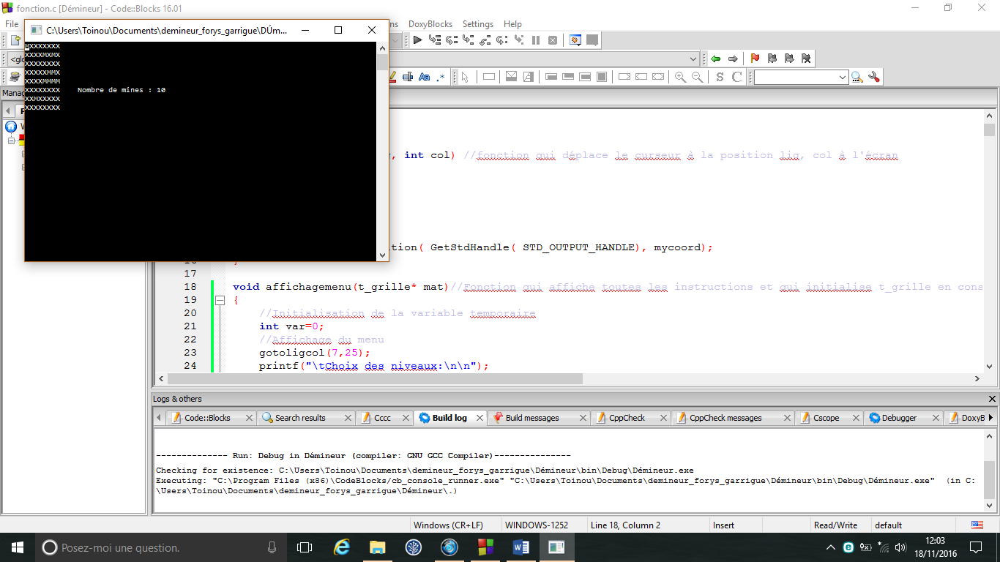 fonction.c [Démineur] - Code::Blocks 16.01
File
ns DoxyBlocks Settings Help
C:\Users\Toinou\Documents\demineur_forys_garrigue\DÚm...
MXXXXXXX
XXXXMXMX
XXXXXXXX
XXXXXMMX
XXXXMMMM
XXXXXXXX Nombre de mines : 10
XXMXXXXX
XXXXXXXX
<glo
Aa .*
S C
Manag
P
W
, int col) //fonction qui déplace le curseur à la position lig, col à l'écran
tion( GetStdHandle( STD_OUTPUT_HANDLE), mycoord);
16 }
17
18 void affichagemenu(t_grille* mat)//Fonction qui affiche toutes les instructions et qui initialise t_grille en cons
19 {
20 //Initialisation de la variable temporaire
21 int var=0;
22 //Affichage du menu
23 gotoligcol(7,25);
24 printf("\tChoix des niveaux:\n\n");
Logs & others
Code::Blocks Search results Cccc Build log Build messages CppCheck CppCheck messages Cscope Debugger DoxyB
-------------- Run: Debug in Démineur (compiler: GNU GCC Compiler)---------------
Checking for existence: C:\Users\Toinou\Documents\demineur_forys_garrigue\Démineur\bin\Debug\Démineur.exe
Executing: "C:\Program Files (x86)\CodeBlocks/cb_console_runner.exe" "C:\Users\Toinou\Documents\demineur_forys_garrigue\Démineur\bin\Debug\Démineur.exe" (in C:
\Users\Toinou\Documents\demineur_forys_garrigue\Démineur\.)
Windows (CR+LF) WINDOWS-1252 Line 18, Column 2 Insert Read/Write default
Posez-moi une question.
12:03
18/11/2016